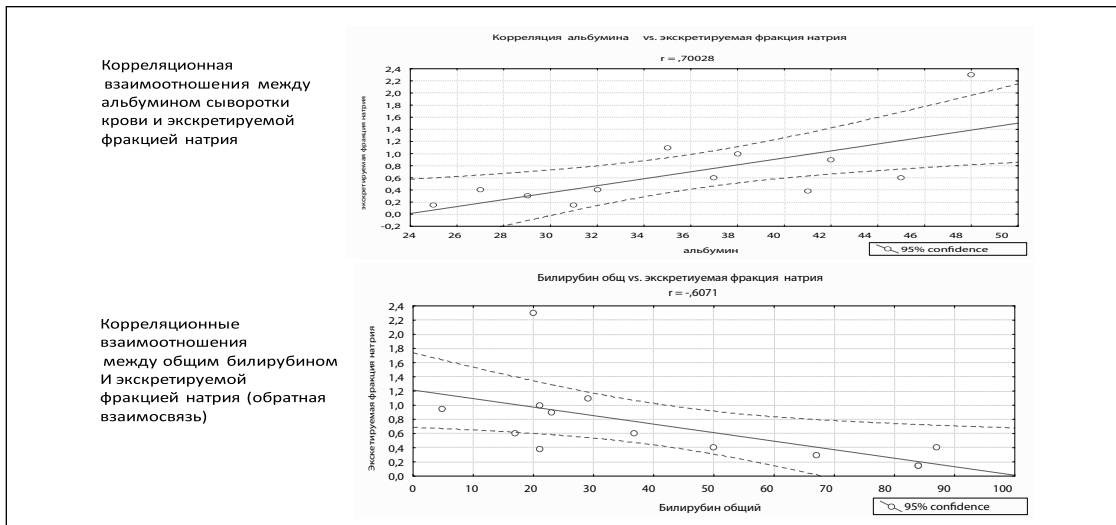 Корреляционная
взаимоотношения между
альбумином сыворотки
крови и экскретируемой
фракцией натрия
Корреляция альбумина vs. экскретируемая фракция натрия
r = ,70028
экокретируемая фракция натрия
2,4
2,2
2,0
1,8
1,6
1,4
1,2
1,0
0,8
0,6
0,4
0,2
0,0
-0,2
24 26 28 30 32 34 36 38 40 42 44 46 48 50
альбумин
95% confidence
Корреляционные
взаимоотношения
между общим билирубином
И экскретируемой
фракцией натрия (обратная
взаимосвязь)
Билирубин общ vs. экскретиуемая фракция натрия
r = -,6071
Экскетируемая фракция натрия
2,4
2,2
2,0
1,8
1,6
1,4
1,2
1,0
0,8
0,6
0,4
0,2
0,0
0 10 20 30 40 50 60 70 80 90 100
Билирубин общий
95% confidence